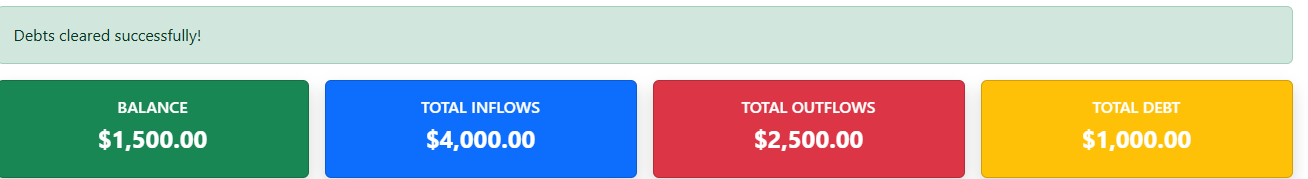 Debts cleared successfully!
BALANCE
$1,500.00
TOTAL INFLOWS
$4,000.00
TOTAL OUTFLOWS
$2,500.00
TOTAL DEBT
$1,000.00